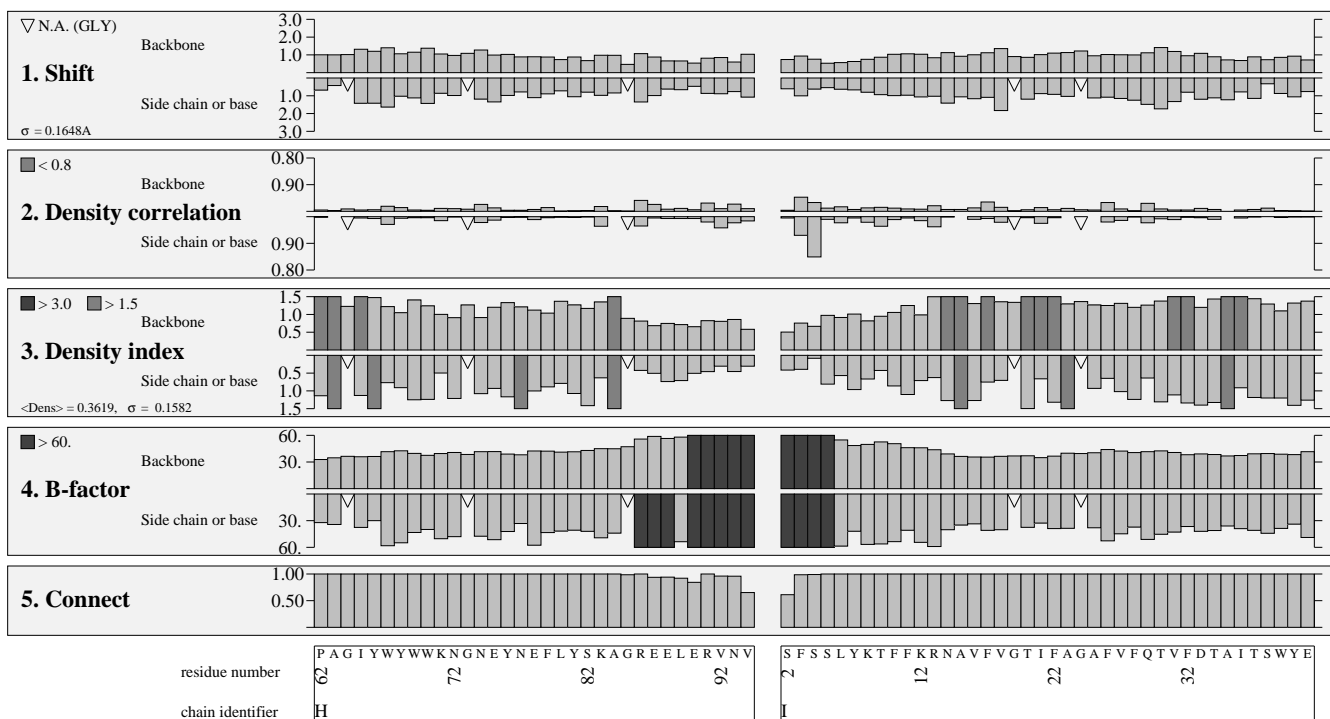 ▽ N.A. (GLY)
Backbone
1. Shift
Side chain or base
σ = 0.1648A
3.0
2.0
1.0
0.0
1.0
2.0
3.0
< 0.8
Backbone
2. Density correlation
Side chain or base
0.80
0.90
0.90
0.80
> 3.0 > 1.5
Backbone
3. Density index
Side chain or base
<Dens> = 0.3619, σ = 0.1582
1.5
1.0
0.5
0.5
1.0
1.5
> 60.
Backbone
4. B-factor
Side chain or base
60.
30.
30.
60.
5. Connect
1.00
0.50
P A G I Y W Y W W K N G N E Y N E F L Y S K A G R E E L E R V N V S F S S L Y K T F F K R N A V F V G T I F A G A F V F Q T V F D T A I T S W Y E
residue number 62 72 82 92 2 12 22 32
chain identifier H I